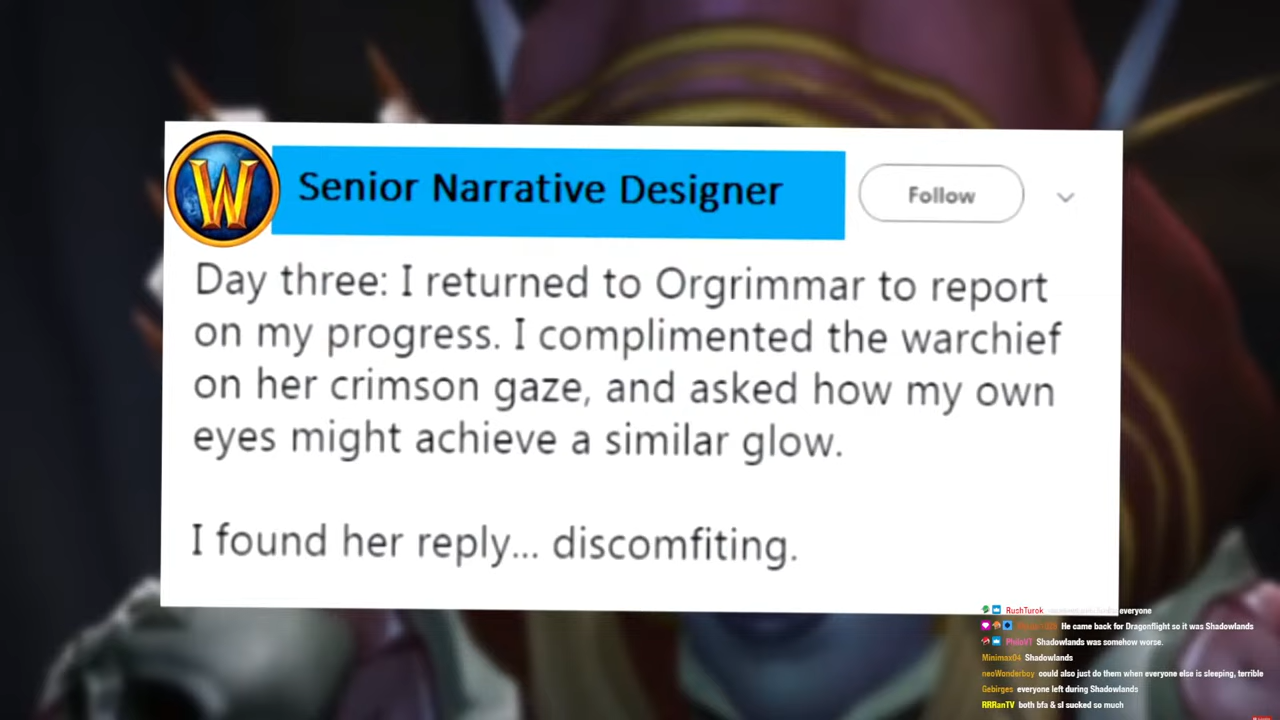 W
Senior Narrative Designer
Follow
Day three: I returned to Orgrimmar to report
on my progress. I complimented the warchief
on her crimson gaze, and asked how my own
eyes might achieve a similar glow.
I found her reply... discomfiting.
RushTurok everyone
He came back for Dragonflight so it was Shadowlands
PhiloVT Shadowlands was somehow worse.
Minimax04 Shadowlands
neoWonderboy could also just do them when everyone else is sleeping, terrible
Gebirges everyone left during Shadowlands
RRRanTV both bfa & sl sucked so much